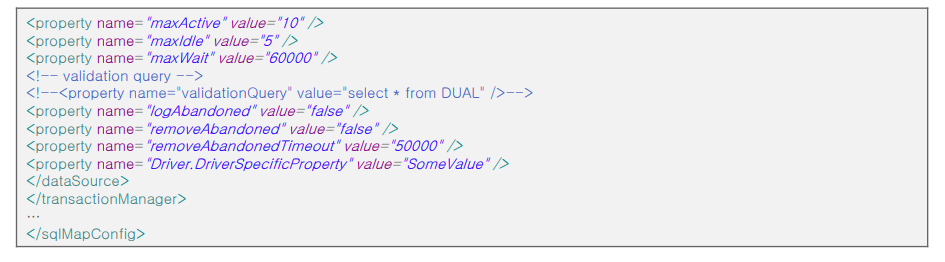 <property name="maxActive" value="10" />
<property name="maxIdle" value="5" />
<property name="maxWait" value="60000" />
<!-- validation query -->
<!--<property name="validationQuery" value="select * from DUAL" />-->
<property name="logAbandoned" value="false" />
<property name="removeAbandoned" value="false" />
<property name="removeAbandonedTimeout" value="50000" />
<property name="Driver.DriverSpecificProperty" value="SomeValue" />
</dataSource>
</transactionManager>
…
</sqlMapConfig>